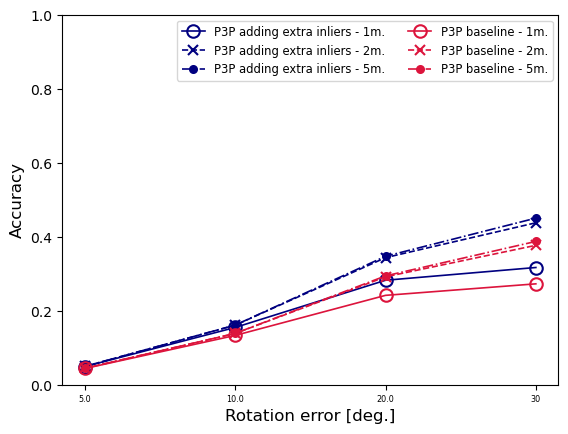 P3P adding extra inliers - 1m.
P3P adding extra inliers - 2m.
P3P adding extra inliers - 5m.
P3P baseline - 1m.
P3P baseline - 2m.
P3P baseline - 5m.
1.0
0.8
0.6
0.4
0.2
0.0
Accuracy
5.0 10.0 20.0 30
Rotation error [deg.]